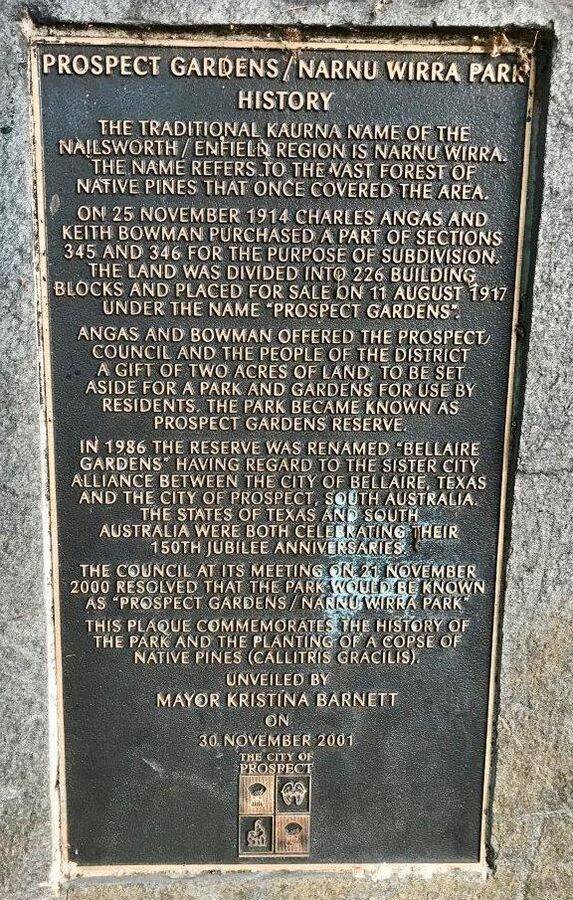 PROSPECT GARDENS / NARNU WIRRA PARK
HISTORY
THE TRADITIONAL KAURNA NAME OF THE
NAILSWORTH / ENFIELD REGION IS NARNU WIRRA.
THE NAME REFERS TO THE VAST FOREST OF
NATIVE PINES THAT ONCE COVERED THE AREA.
ON 25 NOVEMBER 1914 CHARLES ANGAS AND
KEITH BOWMAN PURCHASED A PART OF SECTIONS
345 AND 346 FOR THE PURPOSE OF SUBDIVISION.
THE LAND WAS DIVIDED INTO 226 BUILDING
BLOCKS AND PLACED FOR SALE ON 11 AUGUST 1917
UNDER THE NAME "PROSPECT GARDENS".
ANGAS AND BOWMAN OFFERED THE PROSPECT
COUNCIL AND THE PEOPLE OF THE DISTRICT
A GIFT OF TWO ACRES OF LAND, TO BE SET
ASIDE FOR A PARK AND GARDENS FOR USE BY
RESIDENTS. THE PARK BECAME KNOWN AS
PROSPECT GARDENS RESERVE.
IN 1986 THE RESERVE WAS RENAMED "BELLAIRE
GARDENS" HAVING REGARD TO THE SISTER CITY
ALLIANCE BETWEEN THE CITY OF BELLAIRE, TEXAS
AND THE CITY OF PROSPECT, SOUTH AUSTRALIA.
THE STATES OF TEXAS AND SOUTH
AUSTRALIA WERE BOTH CELEBRATING THEIR
150TH JUBILEE ANNIVERSARIES.
THE COUNCIL AT ITS MEETING ON 21 NOVEMBER
2000 RESOLVED THAT THE PARK WOULD BE KNOWN
AS "PROSPECT GARDENS / NARNU WIRRA PARK"
THIS PLAQUE COMMEMORATES THE HISTORY OF
THE PARK AND THE PLANTING OF A COPSE OF
NATIVE PINES (CALLITRIS GRACILIS).
UNVEILED BY
MAYOR KRISTINA BARNETT
ON
30 NOVEMBER 2001
THE CITY OF
PROSPECT